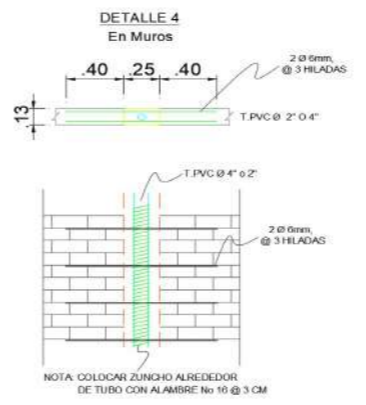 DETALLE 4
En Muros
2 Ø 6mm,
@ 3 HILADAS
.40 .25 .40
.13
T.PVC Ø 2" O 4"
T.PVC Ø 4" o 2"
2 Ø 6mm,
@ 3 HILADAS
NOTA: COLOCAR ZUNCHO ALREDEDOR
DE TUBO CON ALAMBRE No 16 @ 3 CM